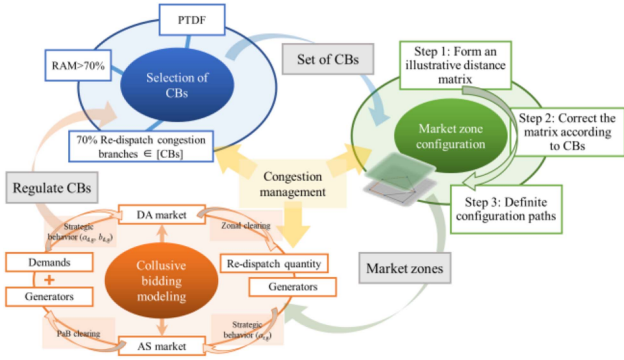 PTDF
RAM>70%
Selection of
CBs
70% Re-dispatch congestion
branches ∈ [CBs]
Set of CBs
Step 1: Form an
illustrative distance
matrix
Market zone
configuration
Step 2: Correct the
matrix according
to CBs
Step 3: Definite
configuration paths
Congestion
management
Regulate CBs
Market zones
DA market
Strategic
behavior
Zonal clearing
Demands
+
Generators
Collusive
bidding
modeling
Re-dispatch quantity
Generators
PaB clearing
AS market
Strategic
behavior